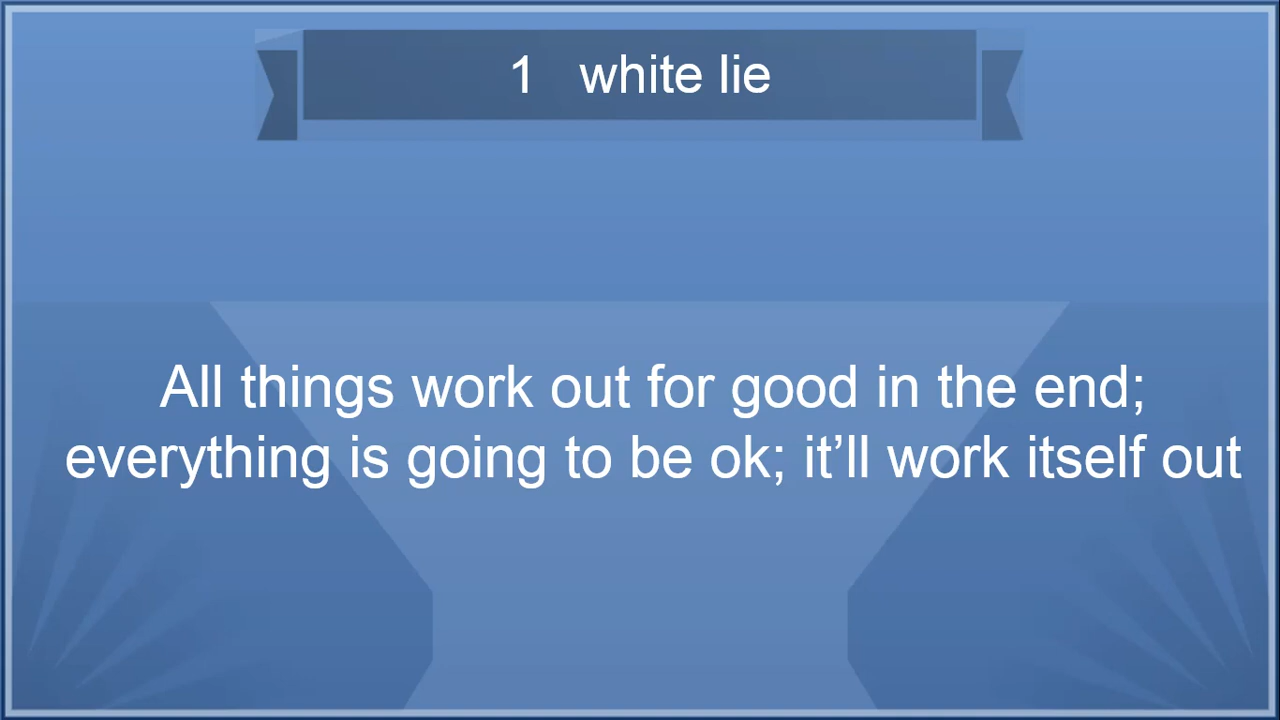 1 white lie
All things work out for good in the end;
everything is going to be ok; it’ll work itself out